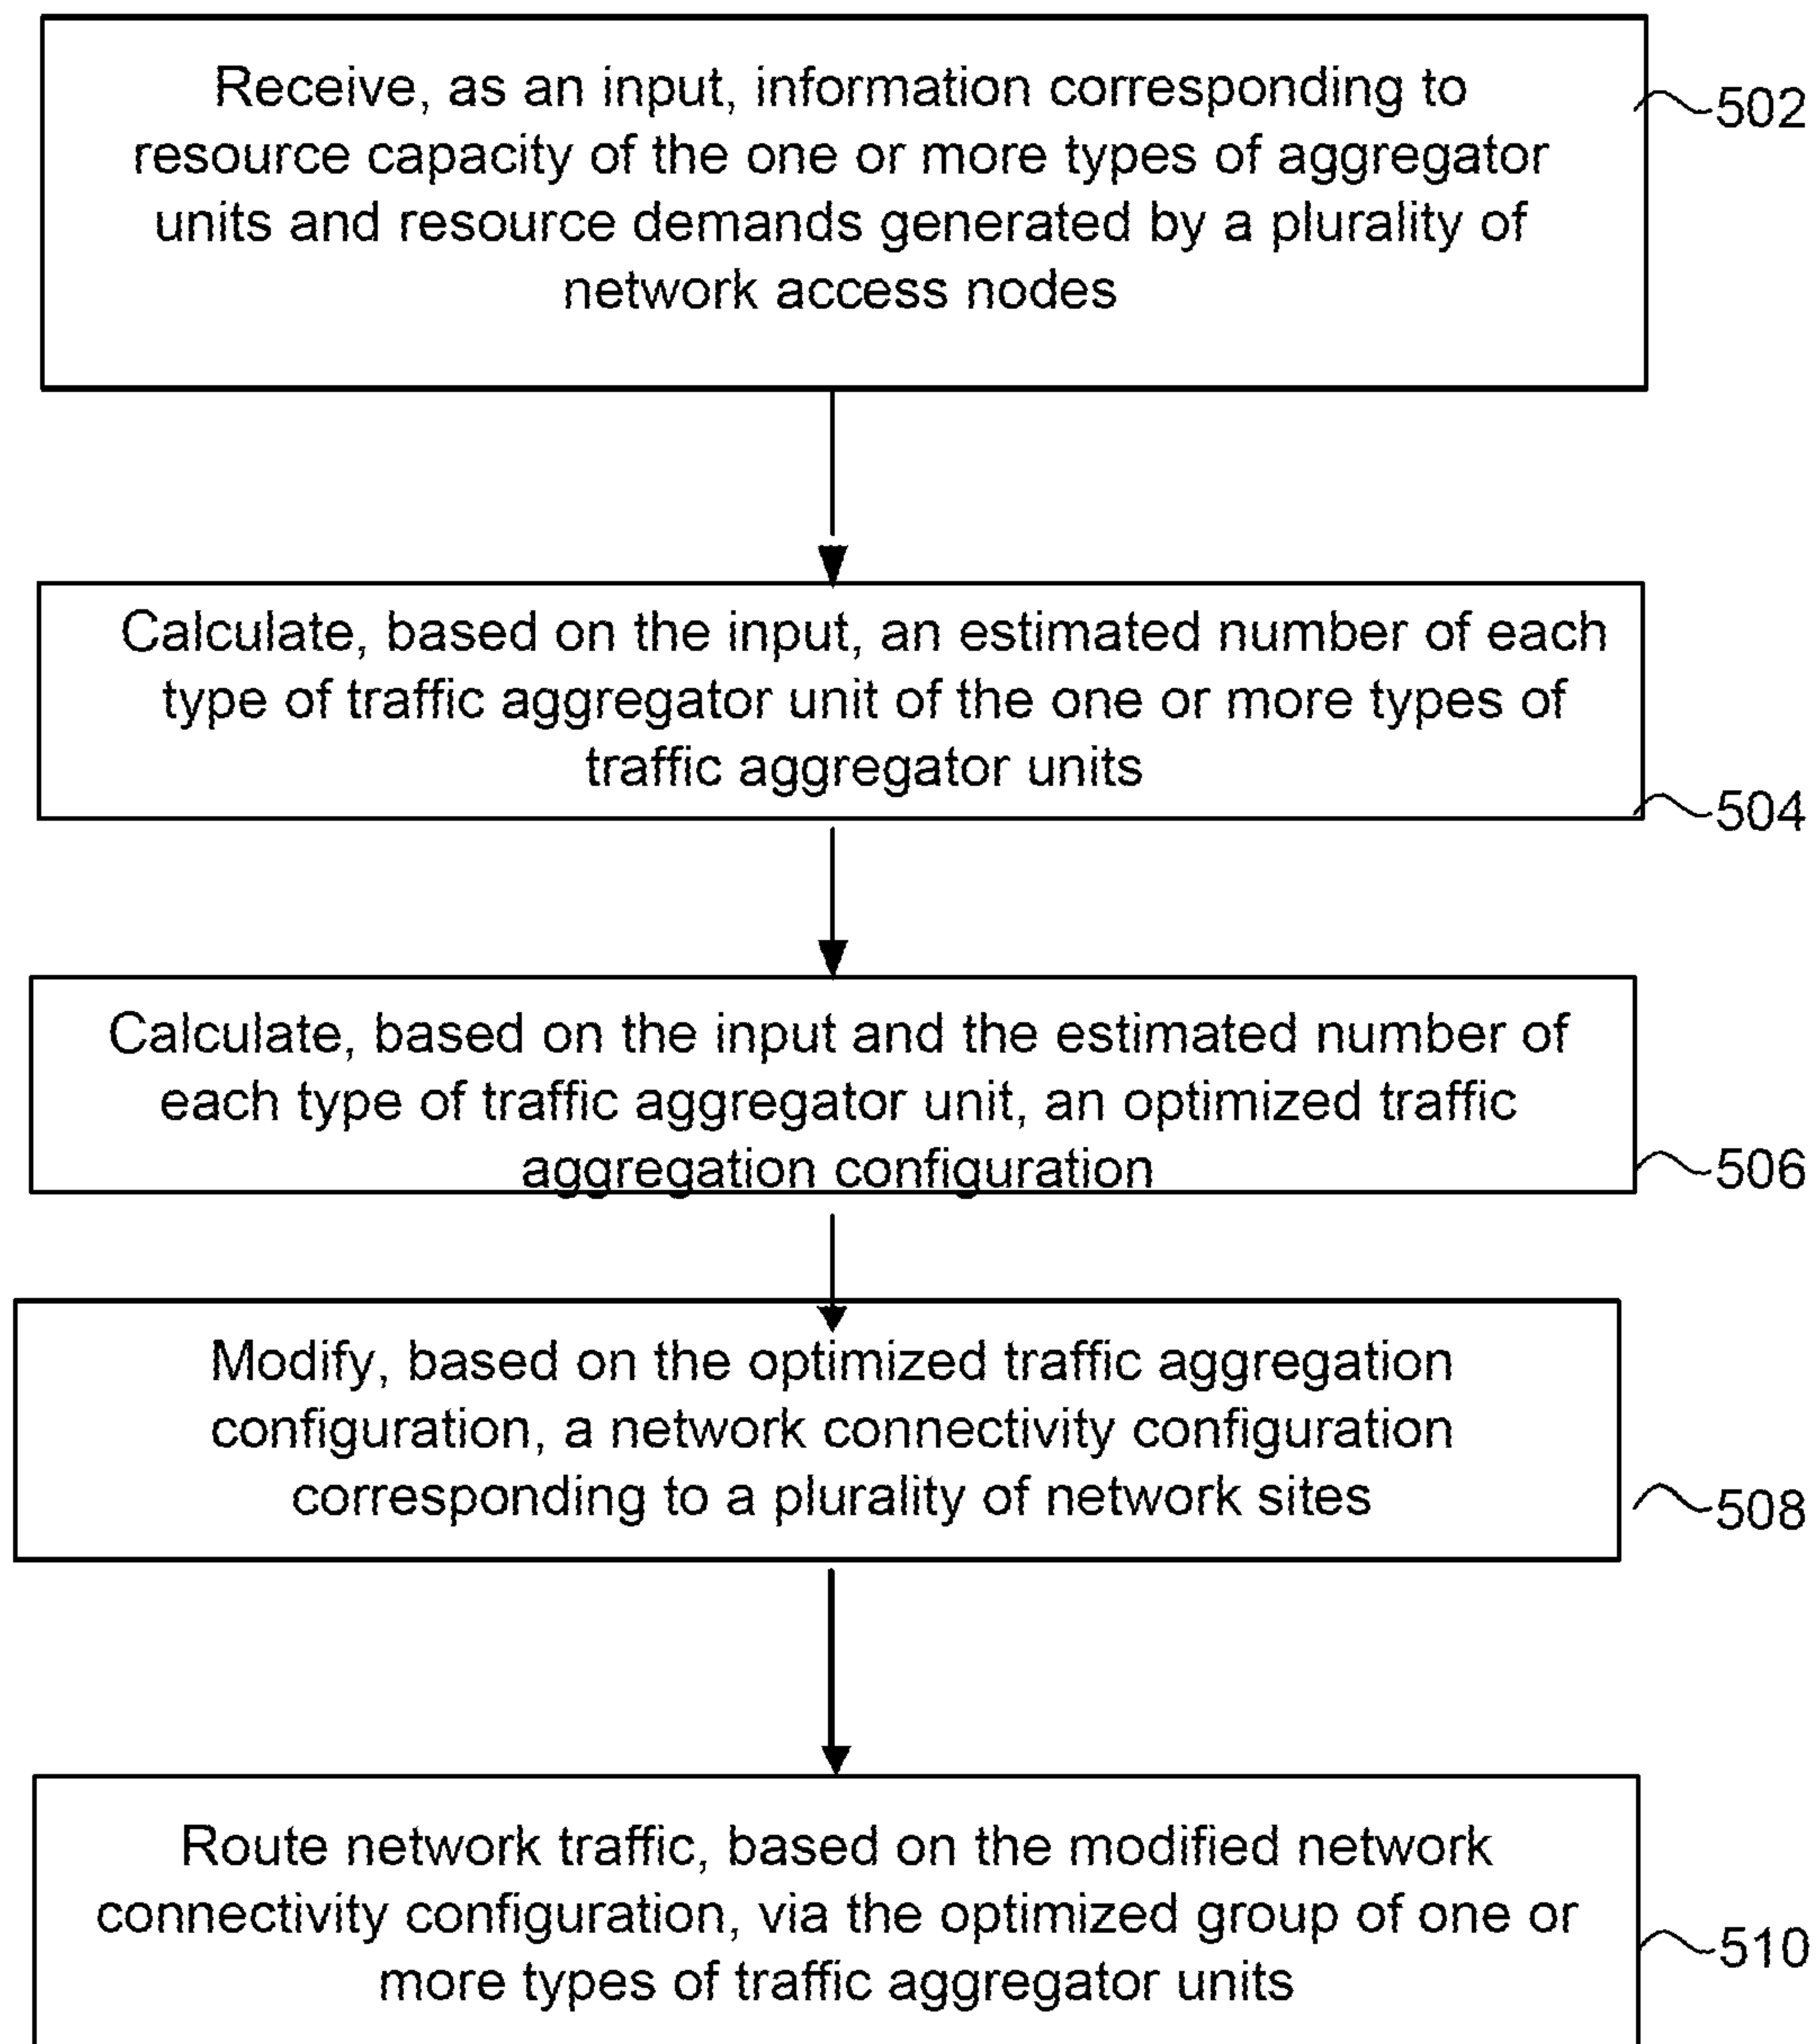 Receive, as an input, information corresponding to
resource capacity of the one or more types of aggregator
units and resource demands generated by a plurality of
network access nodes
502
Calculate, based on the input, an estimated number of each
type of traffic aggregator unit of the one or more types of
traffic aggregator units
504
Calculate, based on the input and the estimated number of
each type of traffic aggregator unit, an optimized traffic
aggregation configuration
506
Modify, based on the optimized traffic aggregation
configuration, a network connectivity configuration
corresponding to a plurality of network sites
508
Route network traffic, based on the modified network
connectivity configuration, via the optimized group of one or
more types of traffic aggregator units
510